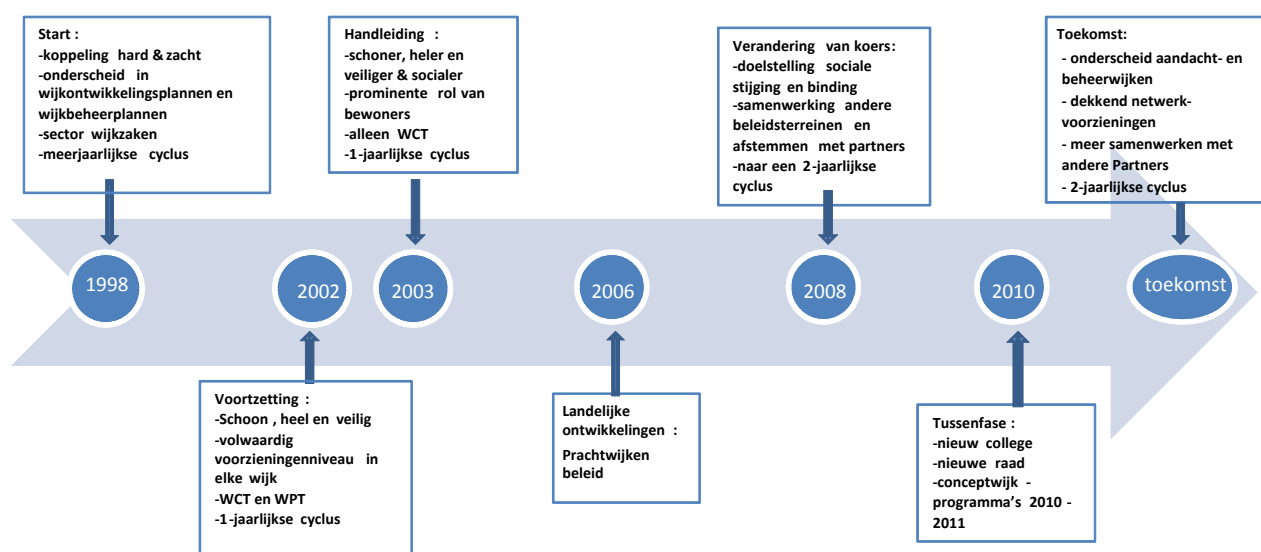 Start :
-koppeling hard & zacht
-onderscheid in
wijkontwikkelingsplannen en
wijkbeheerplannen
-sector wijkzaken
-meerjaarlijkse cyclus
Handleiding :
-schoner, heler en
veiliger & socialer
-prominente rol van
bewoners
-alleen WCT
-1-jaarlijkse cyclus
Verandering van koers:
-doelstelling sociale
stijging en binding
-samenwerking andere
beleidsterreinen en
afstemmen met partners
-naar een 2-jaarlijkse
cyclus
Toekomst:
- onderscheid aandacht- en
beheerwijken
- dekkend netwerk-
voorzieningen
- meer samenwerken met
andere Partners
- 2-jaarlijkse cyclus
1998
2002
2003
2006
2008
2010
toekomst
Voortzetting :
-Schoon , heel en veilig
-volwaardig
voorzieningenniveau in
elke wijk
-WCT en WPT
-1-jaarlijkse cyclus
Landelijke
ontwikkelingen :
Prachtwijken
beleid
Tussenfase :
-nieuw college
-nieuwe raad
-conceptwijk -
programma's 2010 -
2011